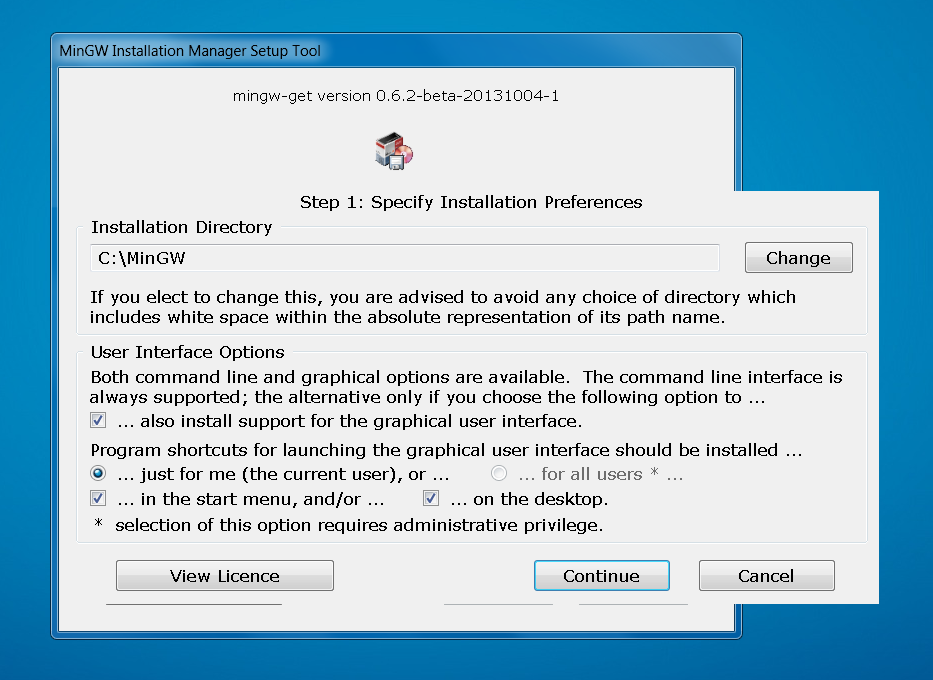 MinGW Installation Manager Setup Tool
mingw-get version 0.6.2-beta-20131004-1
Step 1: Specify Installation Preferences
Installation Directory
C:\MinGW
Change
If you elect to change this, you are advised to avoid any choice of directory which
includes white space within the absolute representation of its path name.
User Interface Options
Both command line and graphical options are available. The command line interface is
always supported; the alternative only if you choose the following option to ...
... also install support for the graphical user interface.
Program shortcuts for launching the graphical user interface should be installed ...
... just for me (the current user), or ... ... for all users * ...
... in the start menu, and/or ... ... on the desktop.
* selection of this option requires administrative privilege.
View Licence Continue Cancel